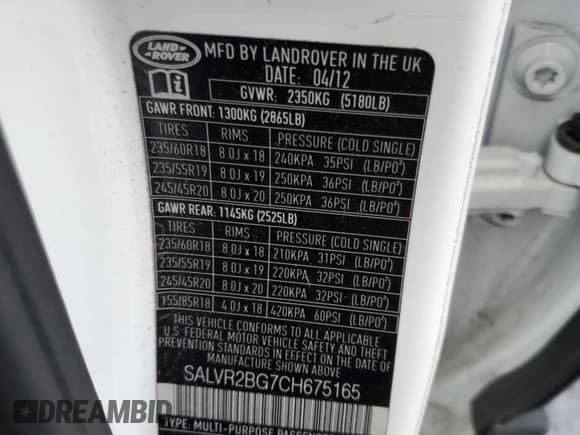 LAND
ROVER
MFD BY LANDROVER IN THE UK
DATE: 04/12
GVWR: 2350KG (5180LB)
GAWR FRONT: 1300KG (2865LB)
TIRES RIMS PRESSURE (COLD SINGLE)
235/60R18 8.0J x 18 240KPA 35PSI (LB/PO²)
235/55R19 8.0J x 19 250KPA 36PSI (LB/PO²)
245/45R20 8.0J x 20 250KPA 36PSI (LB/PO²)
GAWR REAR: 1145KG (2525LB)
TIRES RIMS PRESSURE (COLD SINGLE)
235/60R18 8.0J x 18 210KPA 31PSI (LB/PO²)
235/55R19 8.0J x 19 220KPA 32PSI (LB/PO²)
245/45R20 8.0J x 20 220KPA 32PSI (LB/PO²)
155/85R18 4.0J x 18 420KPA 60PSI (LB/PO²)
THIS VEHICLE CONFORMS TO ALL APPLICABLE
U.S. FEDERAL MOTOR VEHICLE SAFETY AND THEFT
PREVENTION STANDARDS IN EFFECT ON THE DATE OF
MANUFACTURE SHOWN ABOVE
SALVR2BG7CH675165
TYPE: MULTI-PURPOSE
DREAMBID